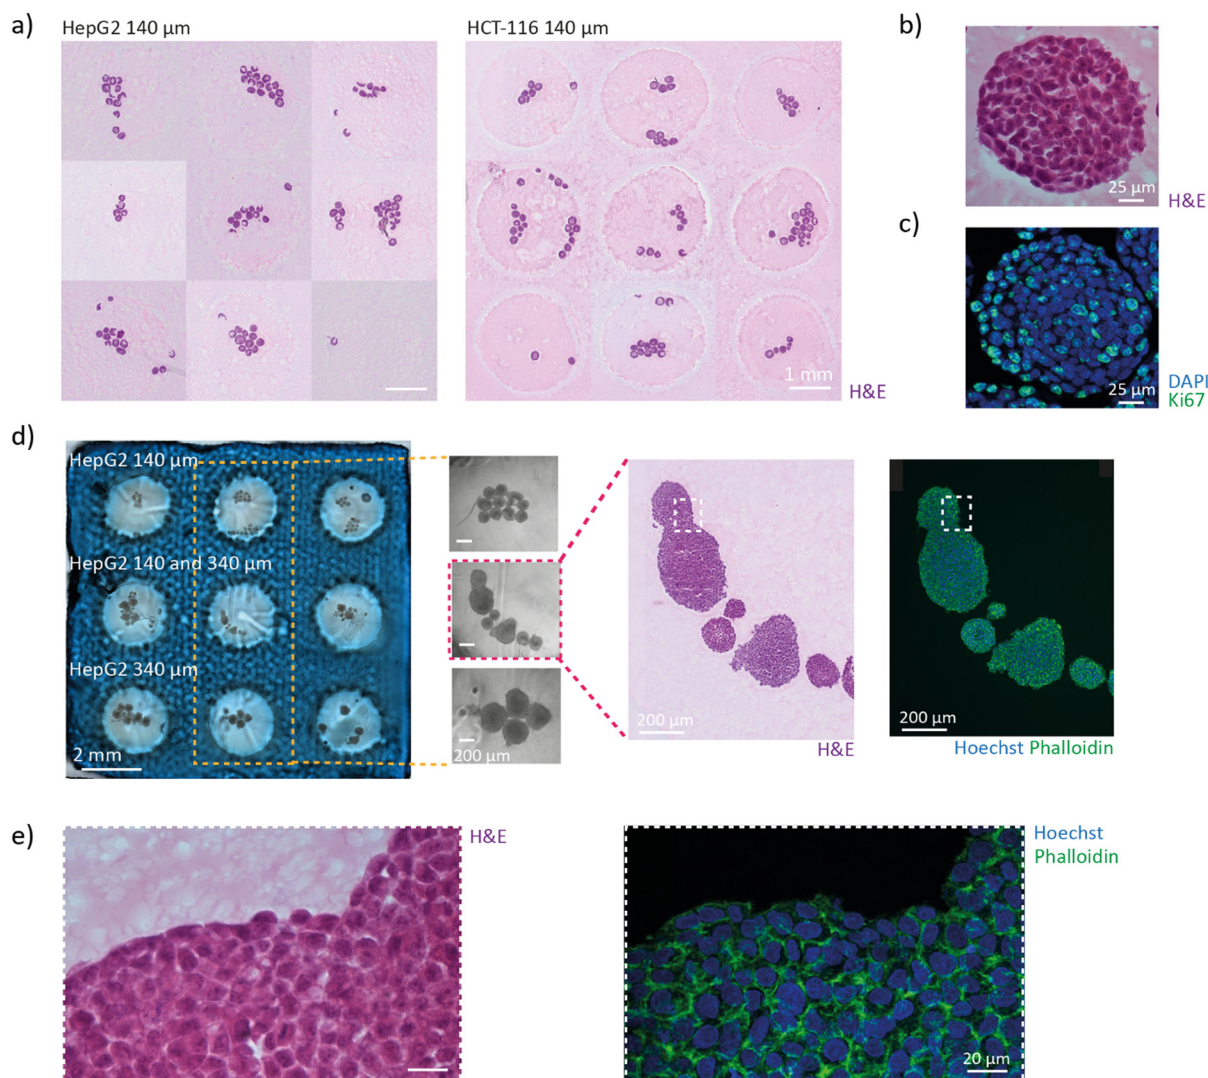 a)
HepG2 140 µm
HCT-116 140 µm
1 mm
H&E
b)
25 µm
H&E
c)
25 µm
DAPI
Ki67
d)
HepG2 140 µm
HepG2 140 and 340 µm
HepG2 340 µm
2 mm
200 µm
200 µm
H&E
200 µm
Hoechst Phalloidin
e)
H&E
Hoechst
Phalloidin
20 µm